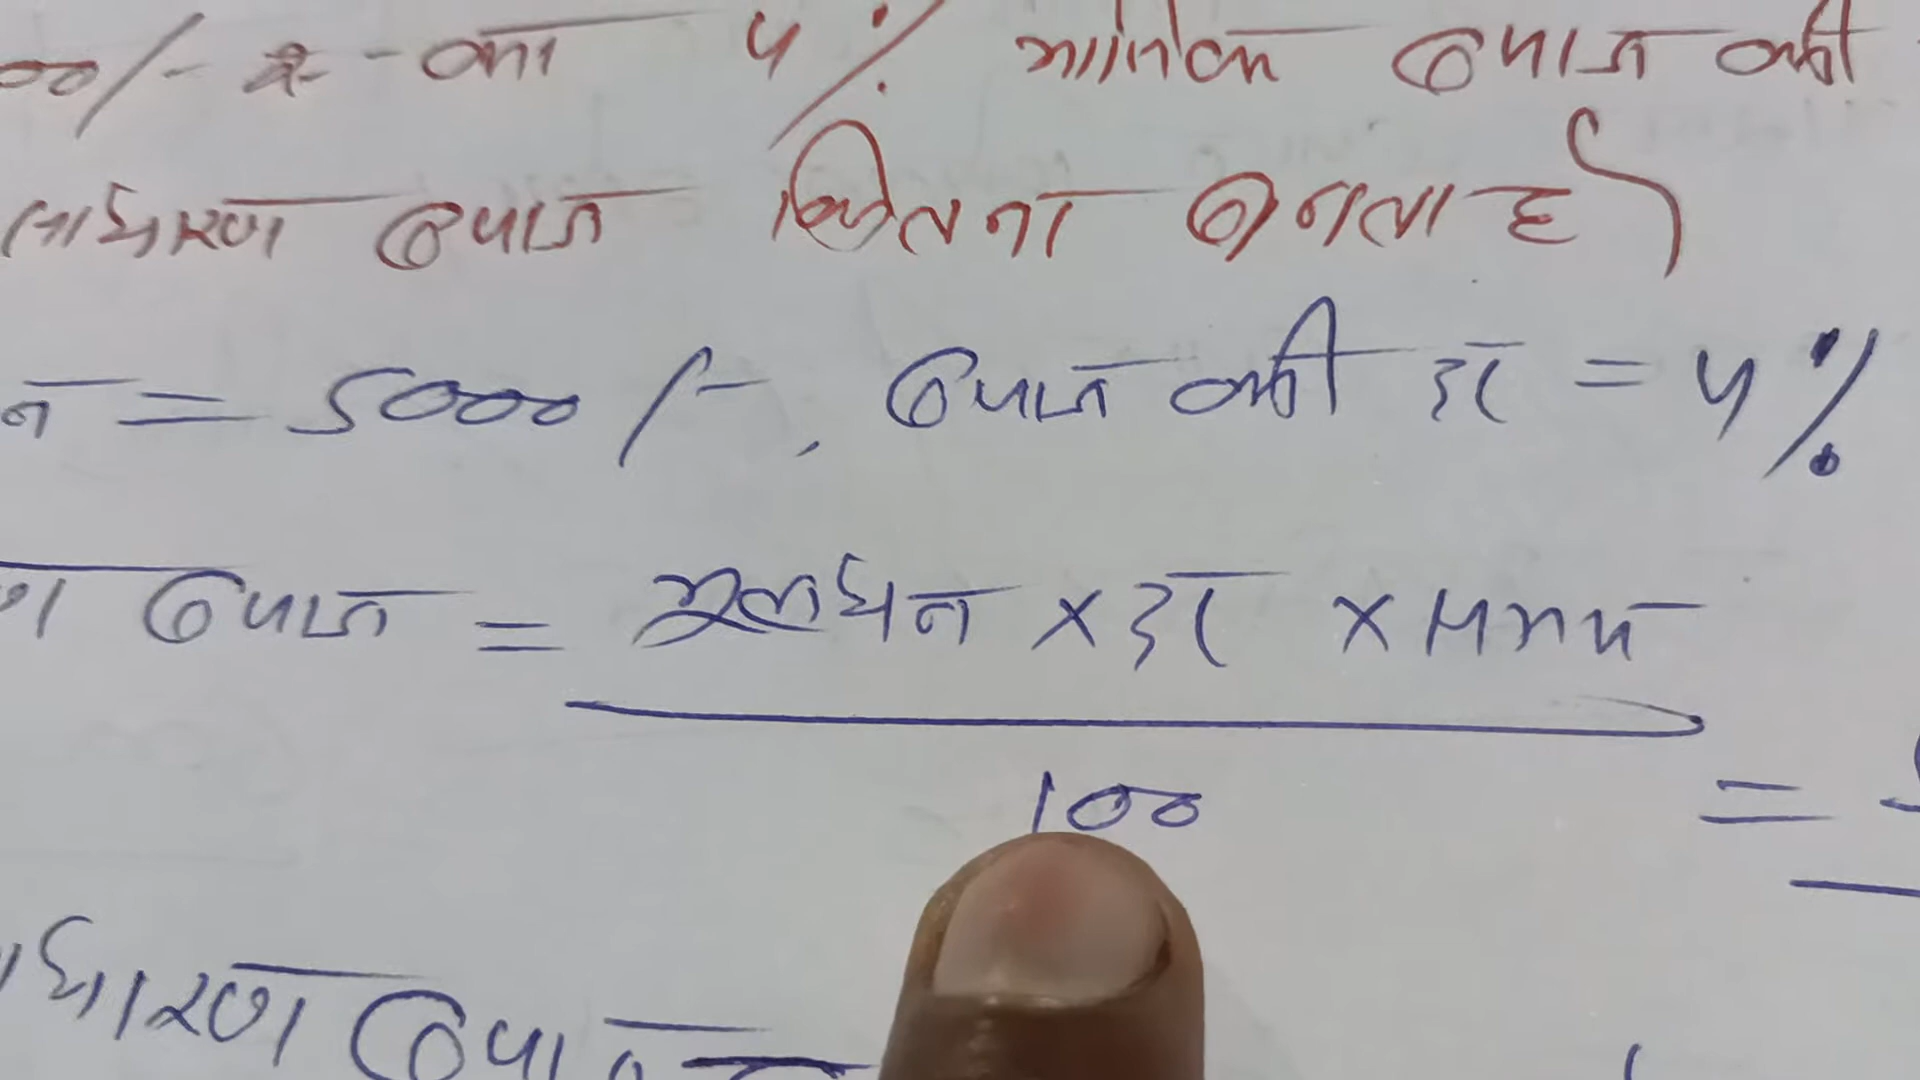 00/- रु- का 4% मासिक ब्याज की
साधारण ब्याज कितना बनता है
न = 5000/-, ब्याज की दर = 4%
ण ब्याज = मूलधन × दर × समय
100
=
ाधारण ब्याज